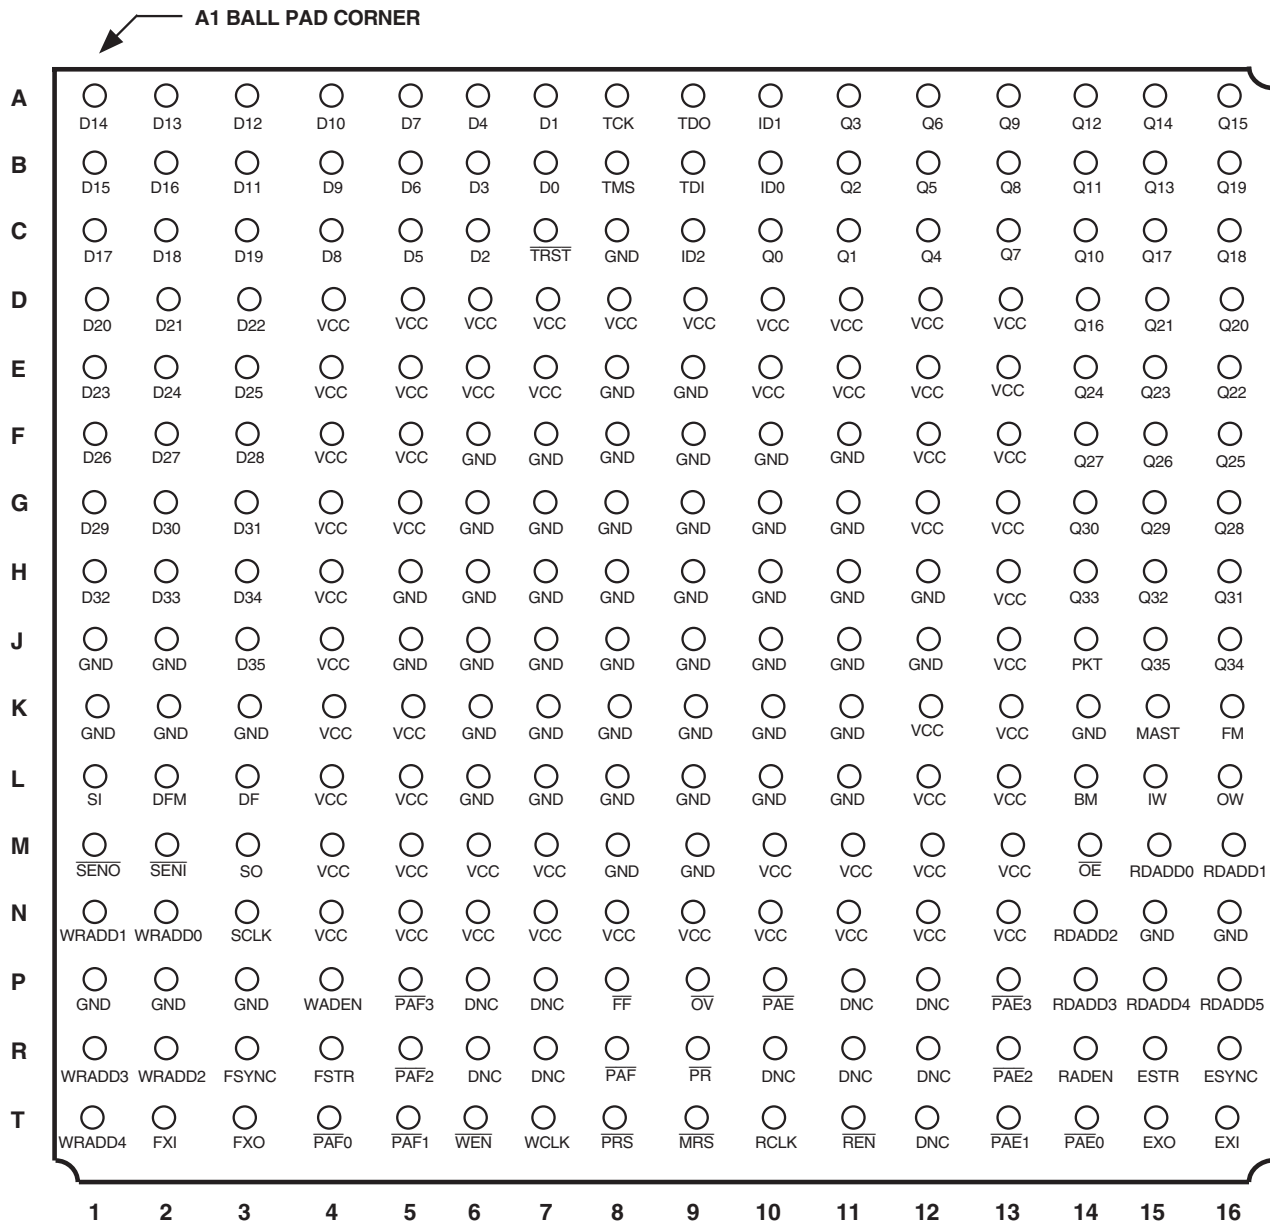 A1 BALL PAD CORNER
A
D14 D13 D12 D10 D7 D4 D1 TCK TDO ID1 Q3 Q6 Q9 Q12 Q14 Q15
B
D15 D16 D11 D9 D6 D3 D0 TMS TDI ID0 Q2 Q5 Q8 Q11 Q13 Q19
C
D17 D18 D19 D8 D5 D2 TRST GND ID2 Q0 Q1 Q4 Q7 Q10 Q17 Q18
D
D20 D21 D22 VCC VCC VCC VCC VCC VCC VCC VCC VCC VCC Q16 Q21 Q20
E
D23 D24 D25 VCC VCC VCC VCC GND GND VCC VCC VCC VCC Q24 Q23 Q22
F
D26 D27 D28 VCC VCC GND GND GND GND GND GND VCC VCC Q27 Q26 Q25
G
D29 D30 D31 VCC VCC GND GND GND GND GND GND VCC VCC Q30 Q29 Q28
H
D32 D33 D34 VCC GND GND GND GND GND GND GND GND VCC Q33 Q32 Q31
J
GND GND D35 VCC GND GND GND GND GND GND GND GND VCC PKT Q35 Q34
K
GND GND GND VCC VCC GND GND GND GND GND GND VCC VCC GND MAST FM
L
SI DFM DF VCC VCC GND GND GND GND GND GND VCC VCC BM IW OW
M
SENO SENI SO VCC VCC VCC VCC GND GND VCC VCC VCC VCC OE RDADD0 RDADD1
N
WRADD1 WRADD0 SCLK VCC VCC VCC VCC VCC VCC VCC VCC VCC VCC RDADD2 GND GND
P
GND GND GND WADEN PAF3 DNC DNC FF OV PAE DNC DNC PAE3 RDADD3 RDADD4 RDADD5
R
WRADD3 WRADD2 FSYNC FSTR PAF2 DNC DNC PAF PR DNC DNC DNC PAE2 RADEN ESTR ESYNC
T
WRADD4 FXI FXO PAF0 PAF1 WEN WCLK PRS MRS RCLK REN DNC PAE1 PAE0 EXO EXI
1 2 3 4 5 6 7 8 9 10 11 12 13 14 15 16